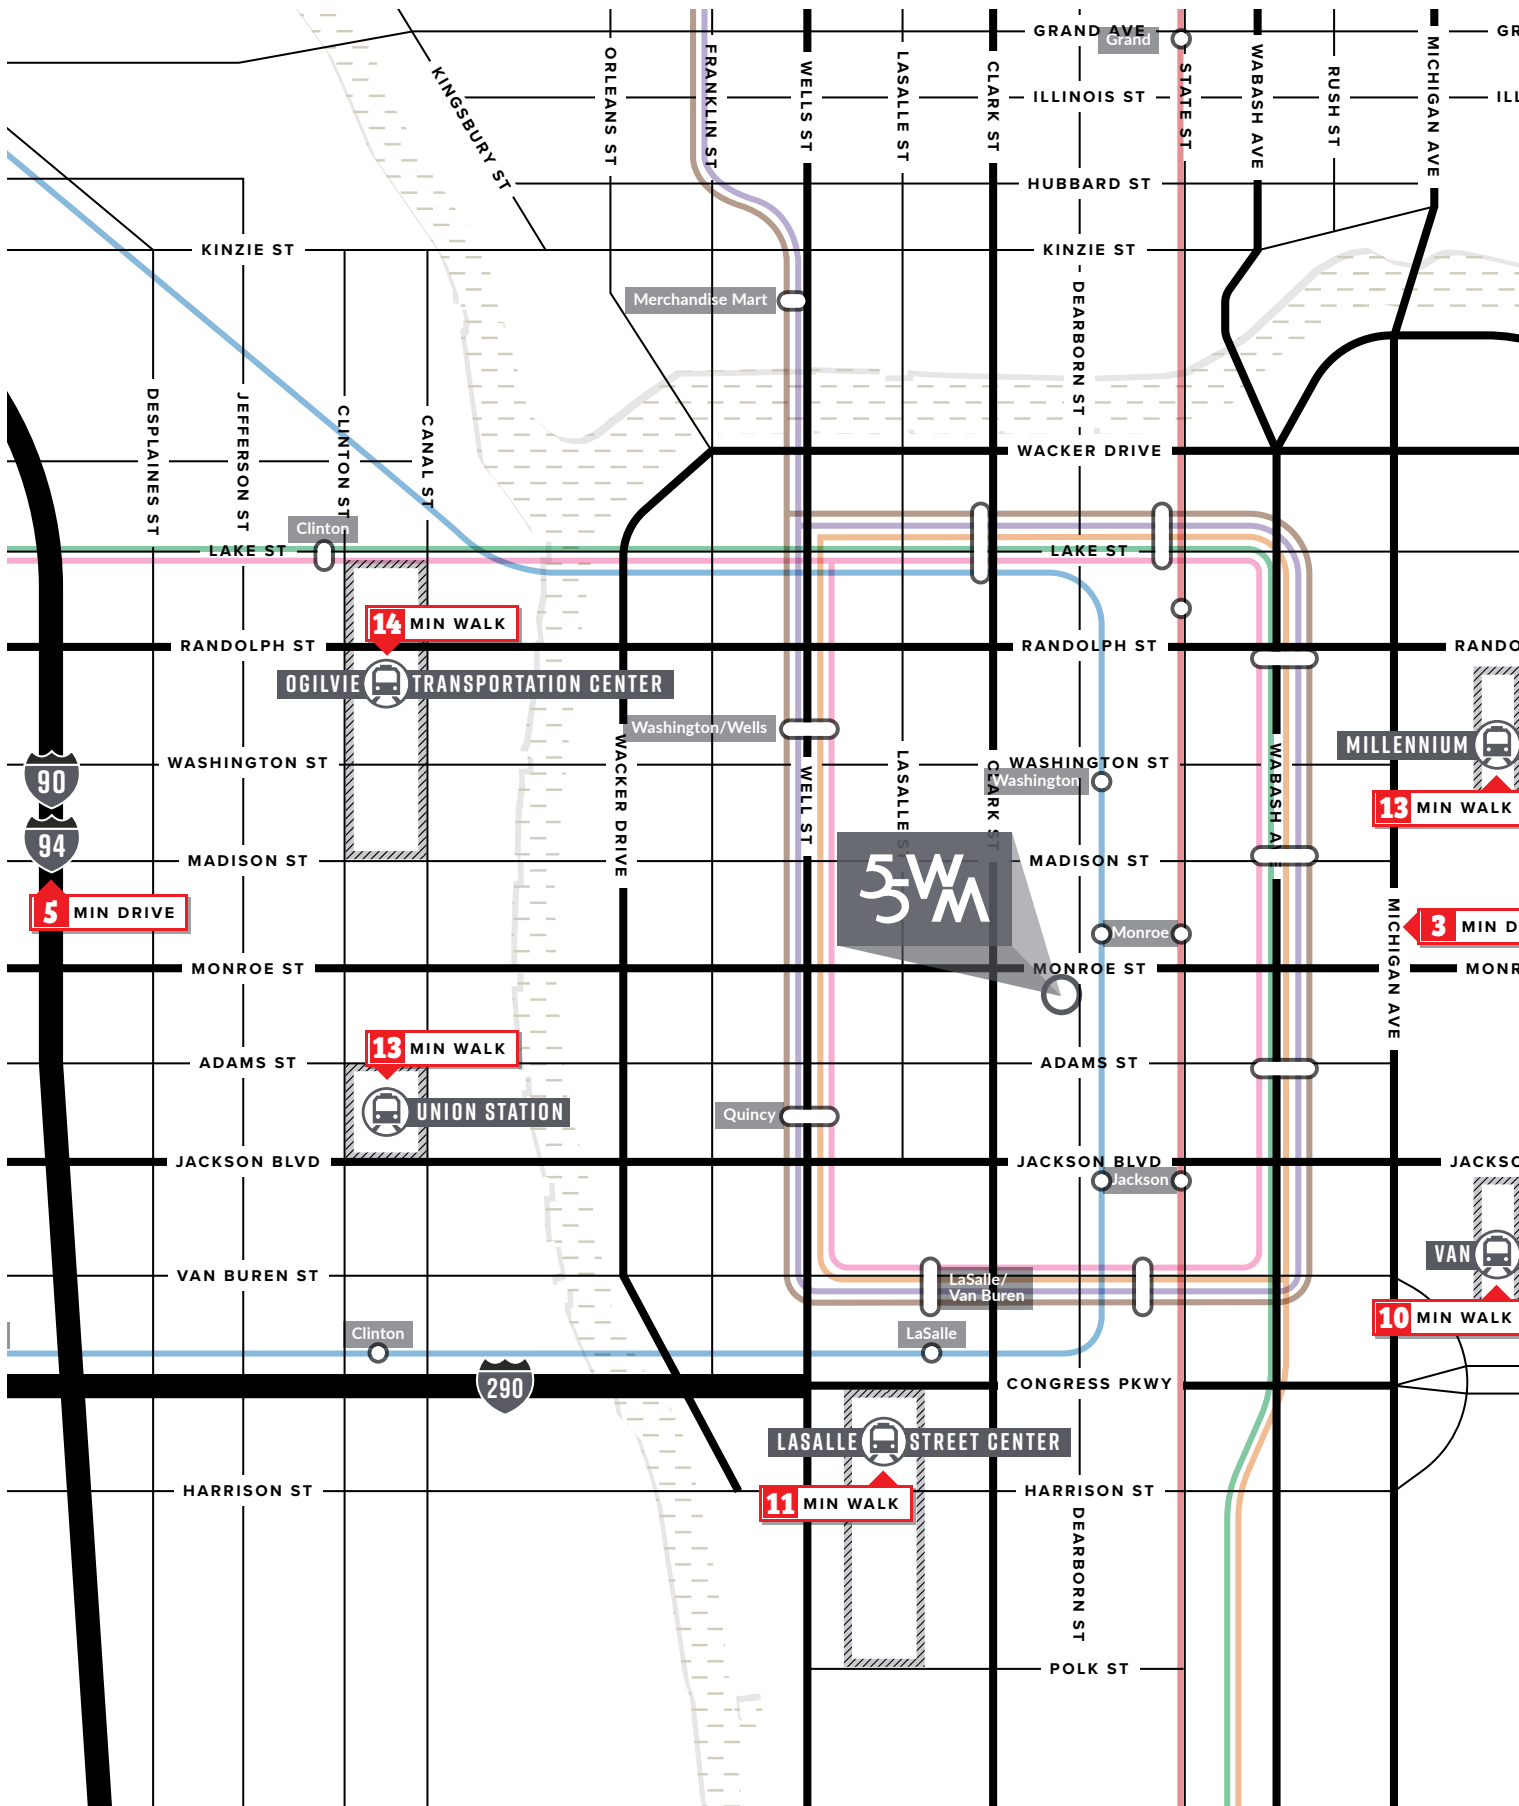 GRAND AVE
GR
Grand
KINGSBURY ST
ORLEANS ST
FRANKLIN ST
WELLS ST
LASALLE ST
CLARK ST
STATE ST
WABASH AVE
RUSH ST
MICHIGAN AVE
ILLINOIS ST
ILL
HUBBARD ST
KINZIE ST
KINZIE ST
Merchandise Mart
DEARBORN ST
DESPLAINES ST
JEFFERSON ST
CLINTON ST
CANAL ST
WACKER DRIVE
Clinton
LAKE ST
LAKE ST
14 MIN WALK
RANDOLPH ST
RANDOLPH ST
RANDO
OGILVIE TRANSPORTATION CENTER
Washington/Wells
WACKER DRIVE
WELL ST
LASALLE S
CLARK ST
WABASH AVE
MILLENNIUM
WASHINGTON ST
WASHINGTON ST
Washington
90
13 MIN WALK
94
MADISON ST
MADISON ST
55WM
5 MIN DRIVE
Monroe
MICHIGAN AVE
3 MIN D
MONROE ST
MONROE ST
MONR
13 MIN WALK
ADAMS ST
ADAMS ST
UNION STATION
Quincy
JACKSON BLVD
JACKSON BLVD
JACKSO
Jackson
VAN
VAN BUREN ST
LaSalle/
Van Buren
10 MIN WALK
Clinton
LaSalle
290
CONGRESS PKWY
LASALLE STREET CENTER
HARRISON ST
11 MIN WALK
HARRISON ST
DEARBORN ST
POLK ST